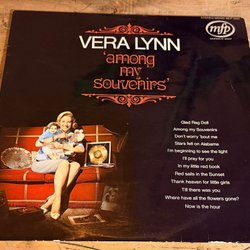 VERA LYNN
'among
my
souvenirs'
mfp
Glad Rag Doll
Among my Souvenirs
Don't worry 'bout me
Stars fell on Alabama
I'm beginning to see the light
I'll pray for you
In my little red book
Red sails in the Sunset
Thank heaven for little girls
Till there was you
Where have all the flowers gone?
Now is the hour